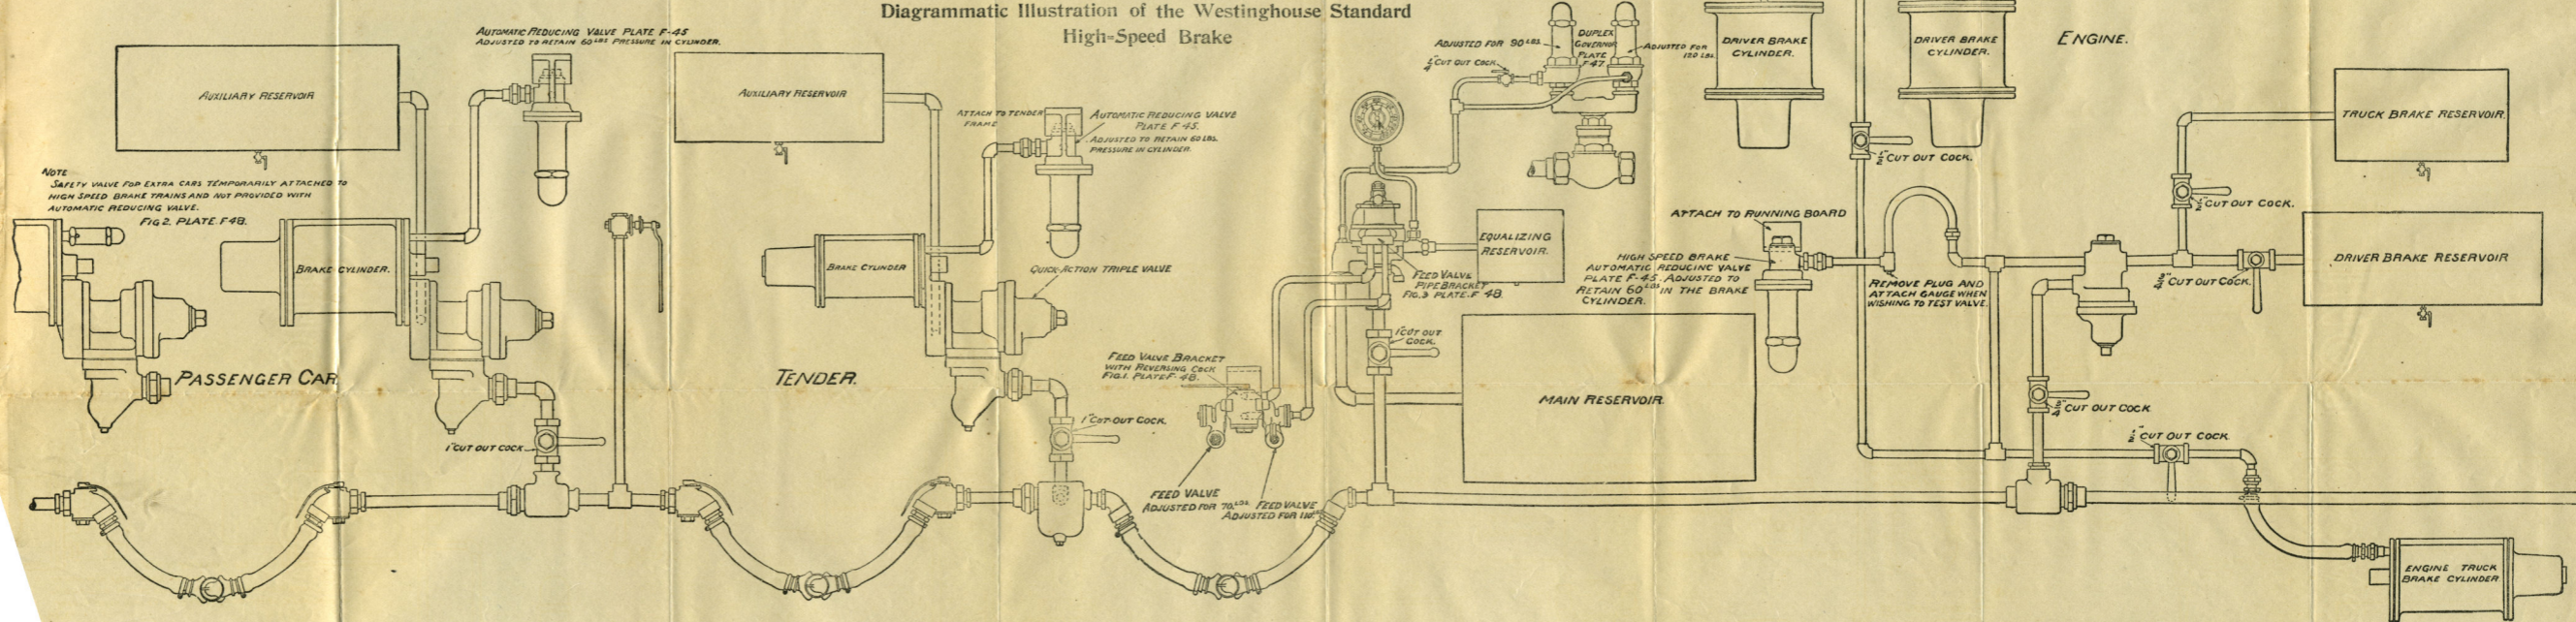 Diagrammatic Illustration of the Westinghouse Standard
High=Speed Brake
AUTOMATIC REDUCING VALVE PLATE F-45
ADJUSTED TO RETAIN 60 LBS PRESSURE IN CYLINDER.
AUXILIARY RESERVOIR
NOTE
SAFETY VALVE FOR EXTRA CARS TEMPORARILY ATTACHED TO
HIGH SPEED BRAKE TRAINS AND NOT PROVIDED WITH
AUTOMATIC REDUCING VALVE.
FIG 2. PLATE. F 48.
BRAKE CYLINDER.
PASSENGER CAR.
1" CUT OUT COCK
AUXILIARY RESERVOIR
ATTACH TO TENDER
FRAME
AUTOMATIC REDUCING VALVE
PLATE F 45.
ADJUSTED TO RETAIN 60 LBS.
PRESSURE IN CYLINDER.
BRAKE CYLINDER
QUICK-ACTION TRIPLE VALVE
TENDER.
1" CUT-OUT COCK.
FEED VALVE BRACKET
WITH REVERSING COCK
FIG. 1. PLATE F-48.
FEED VALVE
ADJUSTED FOR 70 LBS
FEED VALVE
ADJUSTED FOR 110 LBS
ADJUSTED FOR 90 LBS
1/4" CUT OUT COCK.
DUPLEX
GOVERNOR
PLATE
F 47
ADJUSTED FOR
120 LBS.
EQUALIZING
RESERVOIR.
FEED VALVE
PIPE BRACKET
FIG. 3 PLATE. F 48.
1" CUT OUT
COCK.
MAIN RESERVOIR
DRIVER BRAKE
CYLINDER.
DRIVER BRAKE
CYLINDER.
ENGINE.
1/2" CUT OUT COCK.
ATTACH TO RUNNING BOARD
HIGH SPEED BRAKE
AUTOMATIC REDUCING VALVE
PLATE F-45. ADJUSTED TO
RETAIN 60 LBS IN THE BRAKE
CYLINDER.
REMOVE PLUG AND
ATTACH GAUGE WHEN
WISHING TO TEST VALVE.
TRUCK BRAKE RESERVOIR.
1/2" CUT OUT COCK.
DRIVER BRAKE RESERVOIR
3/4" CUT OUT COCK.
3/4" CUT OUT COCK
1/2" CUT OUT COCK
ENGINE TRUCK
BRAKE CYLINDER